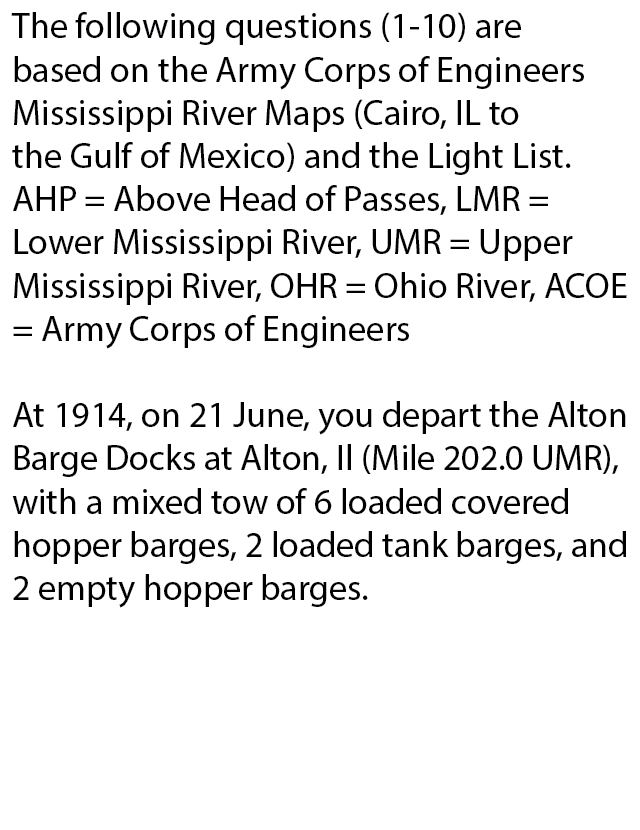 The following questions (1-10) are
based on the Army Corps of Engineers
Mississippi River Maps (Cairo, IL to
the Gulf of Mexico) and the Light List.
AHP = Above Head of Passes, LMR =
Lower Mississippi River, UMR = Upper
Mississippi River, OHR = Ohio River, ACOE
= Army Corps of Engineers
At 1914, on 21 June, you depart the Alton
Barge Docks at Alton, Il (Mile 202.0 UMR),
with a mixed tow of 6 loaded covered
hopper barges, 2 loaded tank barges, and
2 empty hopper barges.